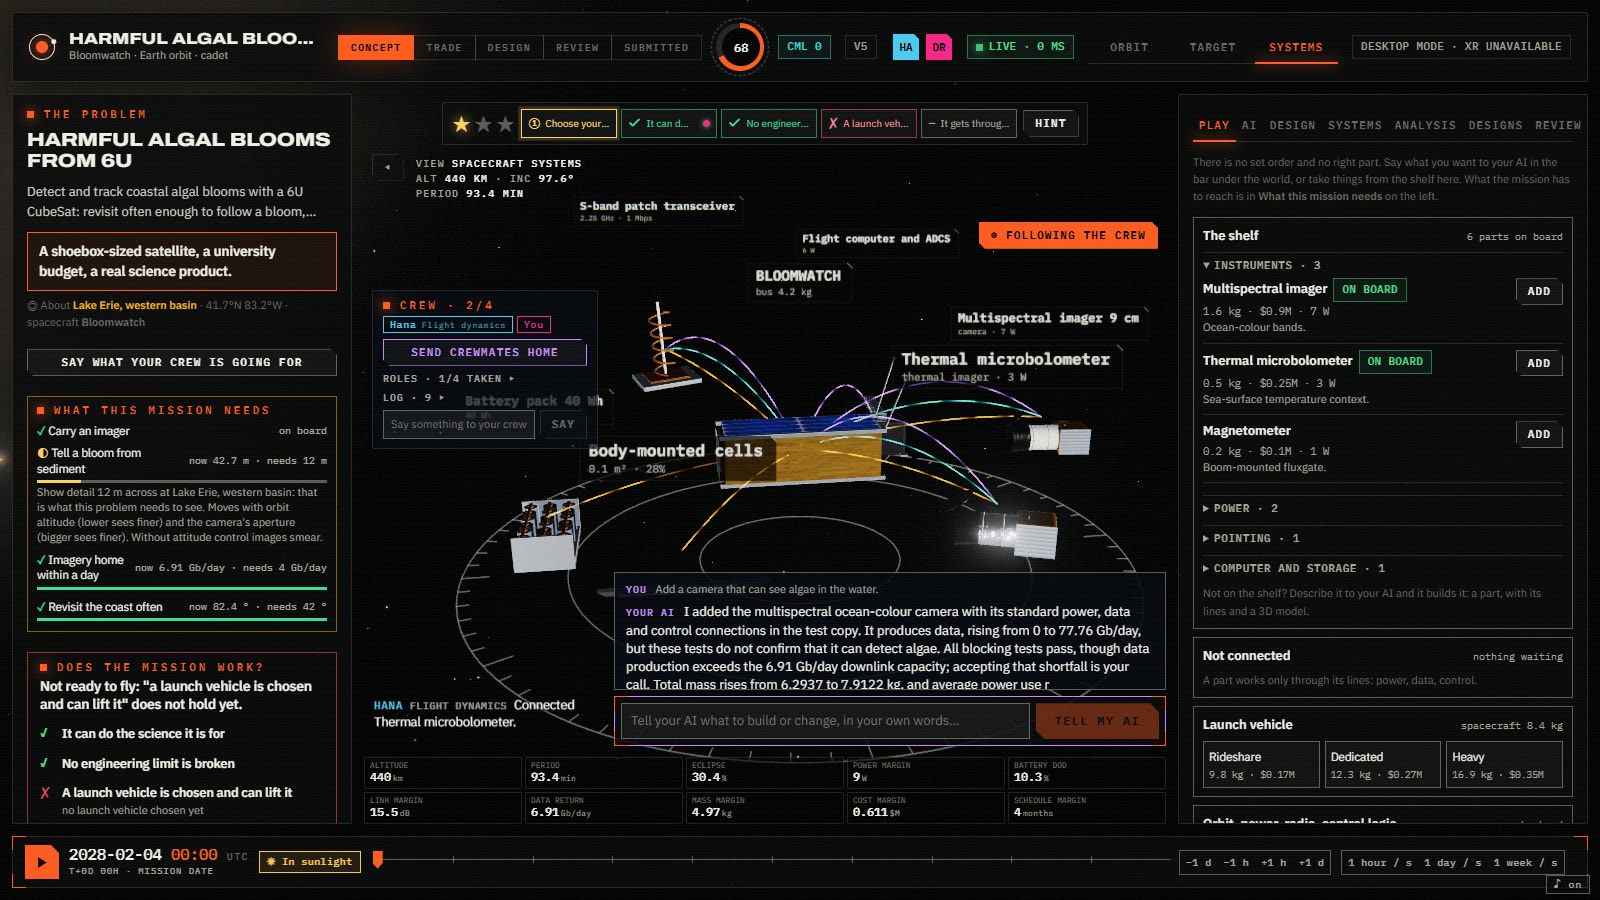 HARMFUL ALGAL BLOO...
Bloomwatch · Earth orbit · cadet
CONCEPT
TRADE
DESIGN
REVIEW
SUBMITTED
68
CML 0
V5
HA
DR
LIVE · 0 MS
ORBIT
TARGET
SYSTEMS
DESKTOP MODE · XR UNAVAILABLE
THE PROBLEM
HARMFUL ALGAL BLOOMS
FROM 6U
Detect and track coastal algal blooms with a 6U
CubeSat: revisit often enough to follow a bloom,...
A shoebox-sized satellite, a university
budget, a real science product.
◎ About Lake Erie, western basin · 41.7°N 83.2°W ·
spacecraft Bloomwatch
SAY WHAT YOUR CREW IS GOING FOR
WHAT THIS MISSION NEEDS
✓ Carry an imager
on board
Tell a bloom from
sediment
now 42.7 m · needs 12 m
Show detail 12 m across at Lake Erie, western basin: that
is what this problem needs to see. Moves with orbit
altitude (lower sees finer) and the camera's aperture
(bigger sees finer). Without attitude control images smear.
✓ Imagery home
within a day
now 6.91 Gb/day · needs 4 Gb/day
✓ Revisit the coast often
now 82.4 ° · needs 42 °
DOES THE MISSION WORK?
Not ready to fly: "a launch vehicle is chosen
and can lift it" does not hold yet.
✓ It can do the science it is for
✓ No engineering limit is broken
✗ A launch vehicle is chosen and can lift it
no launch vehicle chosen yet
① Choose your...
✓ It can d...
✓ No engineer...
✗ A launch veh...
– It gets throug...
HINT
VIEW SPACECRAFT SYSTEMS
ALT 440 KM · INC 97.6°
PERIOD 93.4 MIN
S-band patch transceiver
2.25 GHz · 1 Mbps
Flight computer and ADCS
6 W
FOLLOWING THE CREW
BLOOMWATCH
bus 4.2 kg
Multispectral imager 9 cm
camera · 7 W
Thermal microbolometer
thermal imager · 3 W
Battery pack 40 Wh
40 Wh
Body-mounted cells
0.1 m² · 28%
CREW · 2/4
Hana Flight dynamics
You
SEND CREWMATES HOME
ROLES · 1/4 TAKEN ▸
LOG · 9 ▸
Say something to your crew
SAY
YOU Add a camera that can see algae in the water.
YOUR AI I added the multispectral ocean-colour camera with its standard power, data
and control connections in the test copy. It produces data, rising from 0 to 77.76 Gb/day,
but these tests do not confirm that it can detect algae. All blocking tests pass, though data
production exceeds the 6.91 Gb/day downlink capacity; accepting that shortfall is your
call. Total mass rises from 6.2937 to 7.9122 kg, and average power use r
HANA FLIGHT DYNAMICS Connected
Thermal microbolometer.
Tell your AI what to build or change, in your own words...
TELL MY AI
ALTITUDE
440 km
PERIOD
93.4 min
ECLIPSE
30.4 %
POWER MARGIN
9 W
BATTERY DOD
10.3 %
LINK MARGIN
15.5 dB
DATA RETURN
6.91 Gb/day
MASS MARGIN
4.97 kg
COST MARGIN
0.611 $M
SCHEDULE MARGIN
4 months
PLAY
AI
DESIGN
SYSTEMS
ANALYSIS
DESIGNS
REVIEW
There is no set order and no right part. Say what you want to your AI in the
bar under the world, or take things from the shelf here. What the mission has
to reach is in What this mission needs on the left.
The shelf
6 parts on board
▾ INSTRUMENTS · 3
Multispectral imager
ON BOARD
ADD
1.6 kg · $0.9M · 7 W
Ocean-colour bands.
Thermal microbolometer
ON BOARD
ADD
0.5 kg · $0.25M · 3 W
Sea-surface temperature context.
Magnetometer
ADD
0.2 kg · $0.1M · 1 W
Boom-mounted fluxgate.
▸ POWER · 2
▸ POINTING · 1
▸ COMPUTER AND STORAGE · 1
Not on the shelf? Describe it to your AI and it builds it: a part, with its
lines and a 3D model.
Not connected
nothing waiting
A part works only through its lines: power, data, control.
Launch vehicle
spacecraft 8.4 kg
Rideshare
9.8 kg · $0.17M
Dedicated
12.3 kg · $0.27M
Heavy
16.9 kg · $0.35M
Orbit, power, radio, control logic
2028-02-04 00:00 UTC
T+0D 00H · MISSION DATE
In sunlight
−1 d
−1 h
+1 h
+1 d
1 hour / s
1 day / s
1 week / s
♪ on